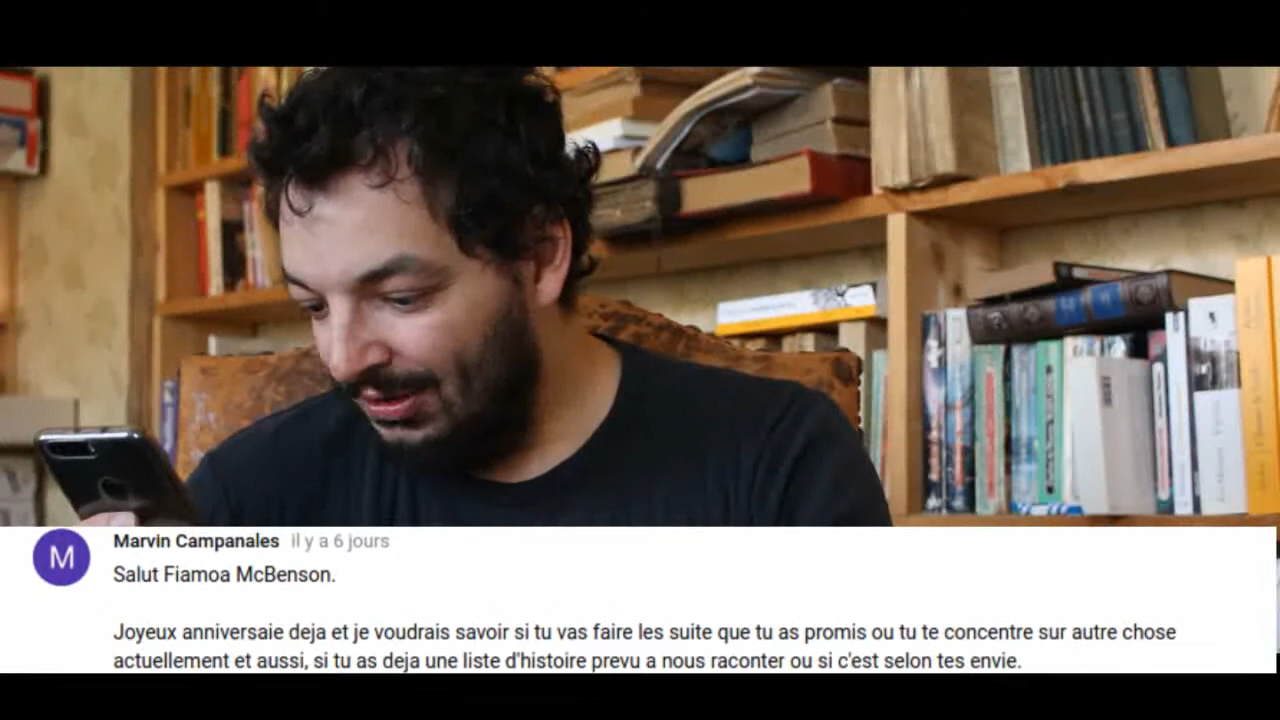 Marvin Campanales il y a 6 jours
M
Salut Fiamoa McBenson.
Joyeux anniversaie deja et je voudrais savoir si tu vas faire les suite que tu as promis ou tu te concentre sur autre chose
actuellement et aussi, si tu as deja une liste d'histoire prevu a nous raconter ou si c'est selon tes envie.